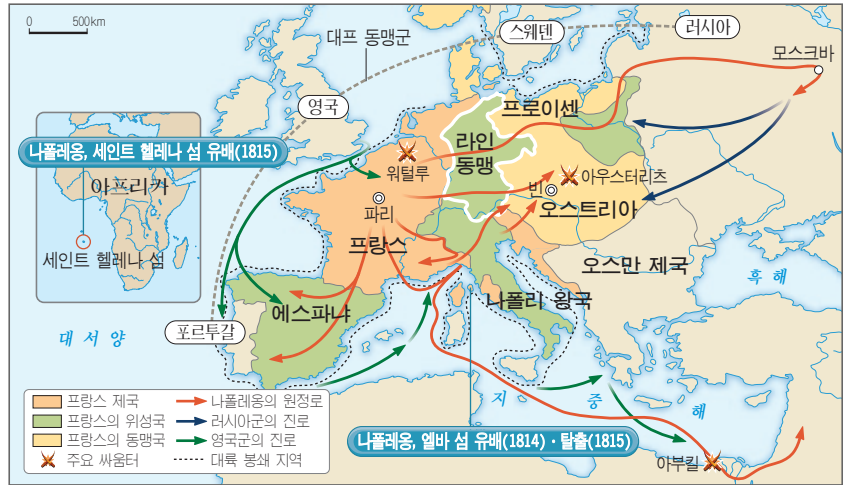 0 500km
스웨덴
러시아
대프 동맹군
모스크바
영국
프로이센
나폴레옹, 세인트 헬레나 섬 유배(1815)
라인
동맹
워털루
아우스터리츠
빈
아프리카
파리
오스트리아
프랑스
세인트 헬레나 섬
오스만 제국
흑해
나폴리 왕국
에스파냐
포르투갈
대서양
지중해
프랑스 제국
프랑스의 위성국
프랑스의 동맹국
주요 싸움터
나폴레옹의 원정로
러시아군의 진로
영국군의 진로
대륙 봉쇄 지역
나폴레옹, 엘바 섬 유배(1814)·탈출(1815)
아부킬